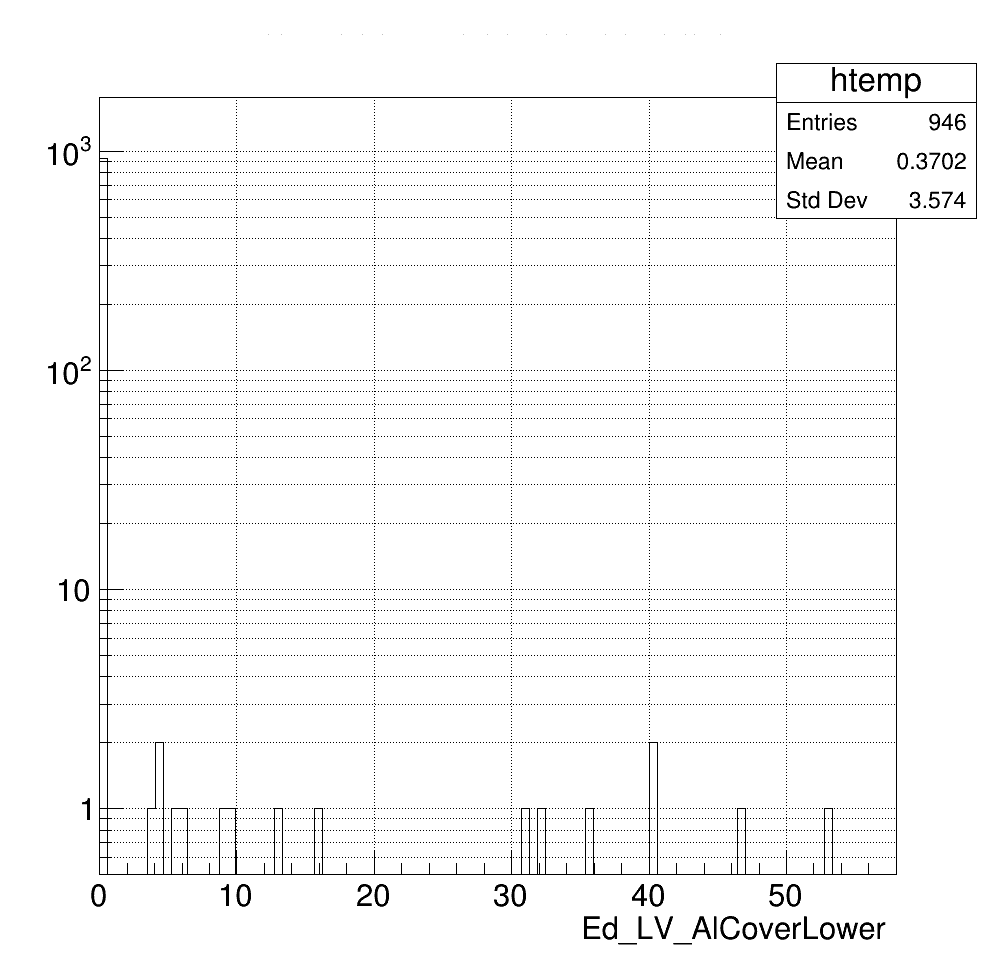 htemp
Entries 946
Mean 0.3702
Std Dev 3.574
10³
10²
10
1
0 10 20 30 40 50
Ed_LV_AlCoverLower